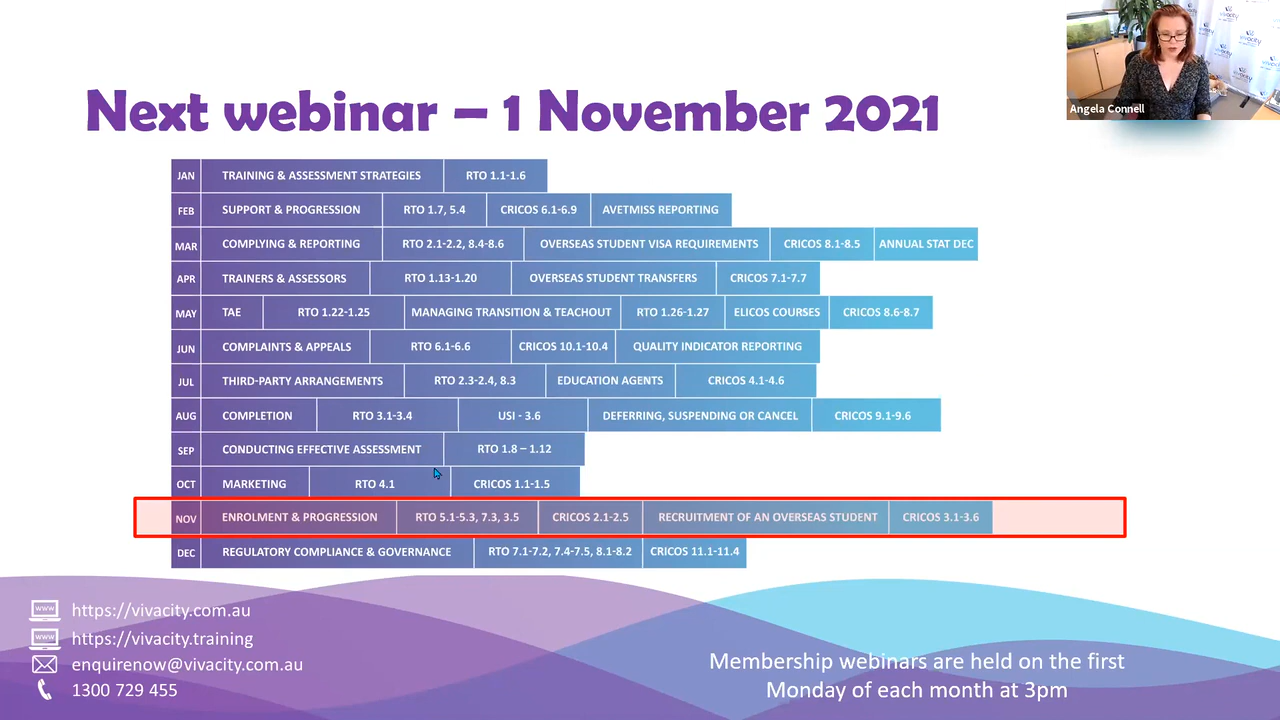 Next webinar – 1 November 2021
Angela Connell
JAN TRAINING & ASSESSMENT STRATEGIES RTO 1.1-1.6
FEB SUPPORT & PROGRESSION RTO 1.7, 5.4 CRICOS 6.1-6.9 AVETMISS REPORTING
MAR COMPLYING & REPORTING RTO 2.1-2.2, 8.4-8.6 OVERSEAS STUDENT VISA REQUIREMENTS CRICOS 8.1-8.5 ANNUAL STAT DEC
APR TRAINERS & ASSESSORS RTO 1.13-1.20 OVERSEAS STUDENT TRANSFERS CRICOS 7.1-7.7
MAY TAE RTO 1.22-1.25 MANAGING TRANSITION & TEACHOUT RTO 1.26-1.27 ELICOS COURSES CRICOS 8.6-8.7
JUN COMPLAINTS & APPEALS RTO 6.1-6.6 CRICOS 10.1-10.4 QUALITY INDICATOR REPORTING
JUL THIRD-PARTY ARRANGEMENTS RTO 2.3-2.4, 8.3 EDUCATION AGENTS CRICOS 4.1-4.6
AUG COMPLETION RTO 3.1-3.4 USI - 3.6 DEFERRING, SUSPENDING OR CANCEL CRICOS 9.1-9.6
SEP CONDUCTING EFFECTIVE ASSESSMENT RTO 1.8 – 1.12
OCT MARKETING RTO 4.1 CRICOS 1.1-1.5
NOV ENROLMENT & PROGRESSION RTO 5.1-5.3, 7.3, 3.5 CRICOS 2.1-2.5 RECRUITMENT OF AN OVERSEAS STUDENT CRICOS 3.1-3.6
DEC REGULATORY COMPLIANCE & GOVERNANCE RTO 7.1-7.2, 7.4-7.5, 8.1-8.2 CRICOS 11.1-11.4
www https://vivacity.com.au
www https://vivacity.training
enquirenow@vivacity.com.au
1300 729 455
Membership webinars are held on the first
Monday of each month at 3pm